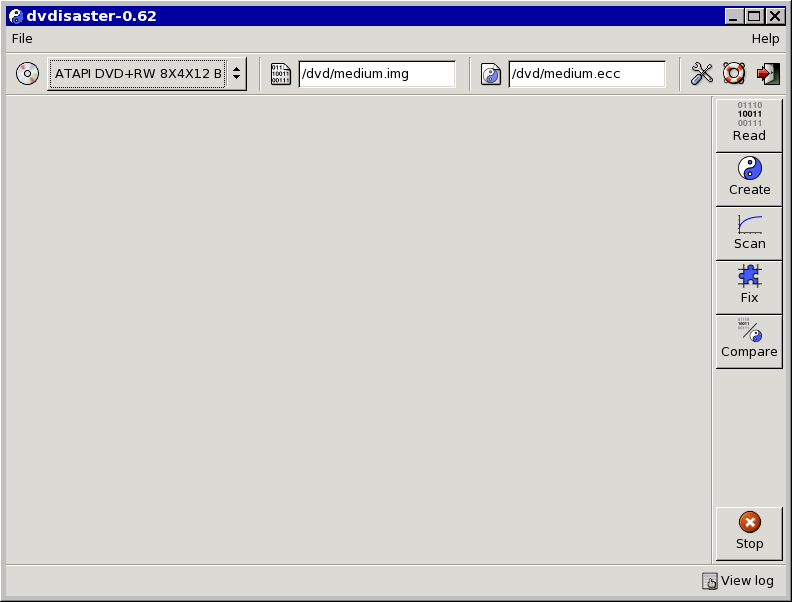 dvdisaster-0.62
File Help
ATAPI DVD+RW 8X4X12 B /dvd/medium.img /dvd/medium.ecc
01110
10011
00111
Read
Create
Scan
Fix
Compare
Stop
View log